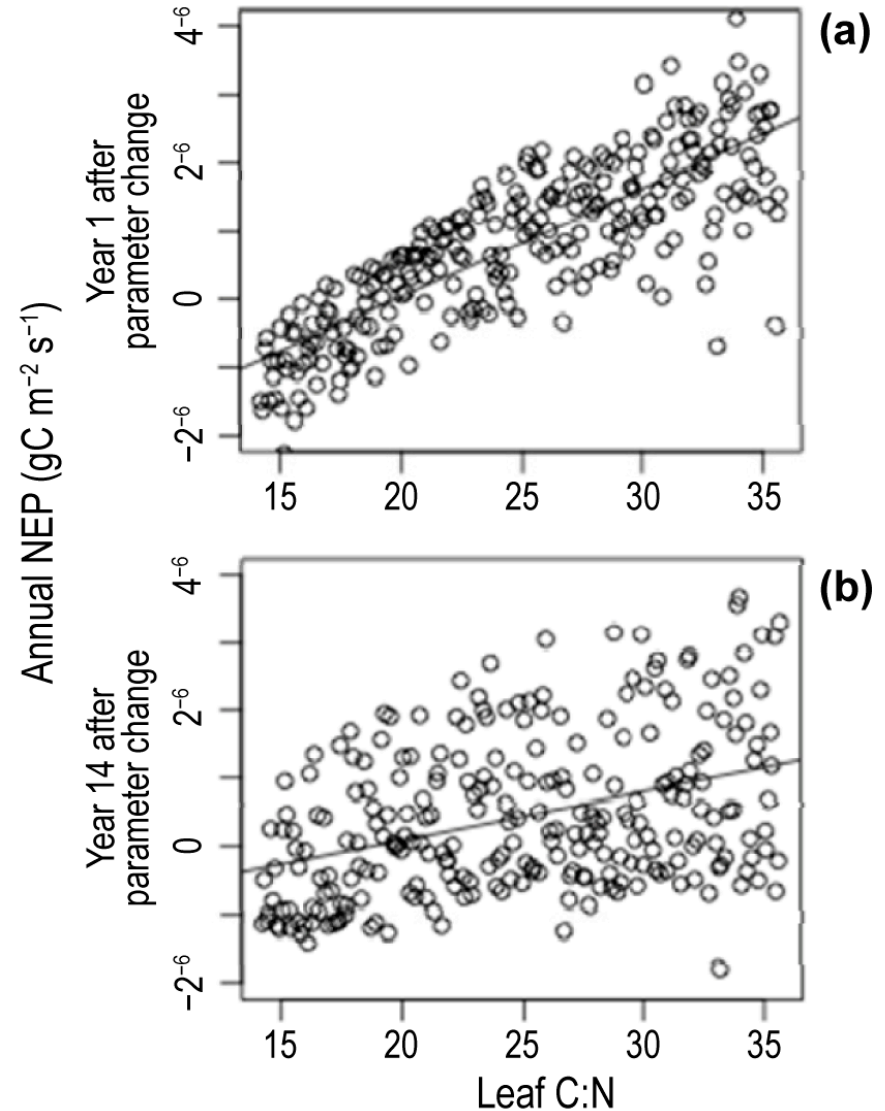 Annual NEP (gC m⁻² s⁻¹)
(a)
Year 1 after
parameter change
4⁻⁶
2⁻⁶
0
−2⁻⁶
15 20 25 30 35
(b)
Year 14 after
parameter change
4⁻⁶
2⁻⁶
0
−2⁻⁶
15 20 25 30 35
Leaf C:N